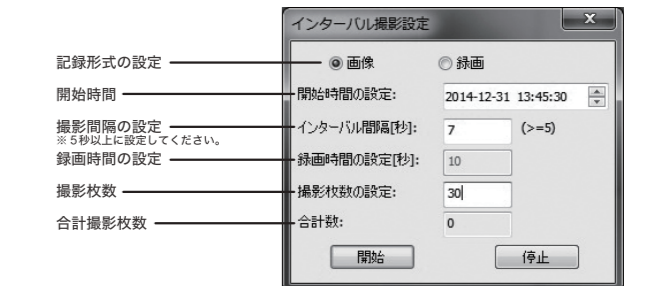 インターバル撮影設定
記録形式の設定 画像 録画
開始時間 開始時間の設定: 2014-12-31 13:45:30
撮影間隔の設定 インターバル間隔[秒]: 7 (>=5)
※5秒以上に設定してください。
録画時間の設定 録画時間の設定[秒]: 10
撮影枚数 撮影枚数の設定: 30
合計撮影枚数 合計数: 0
開始 停止